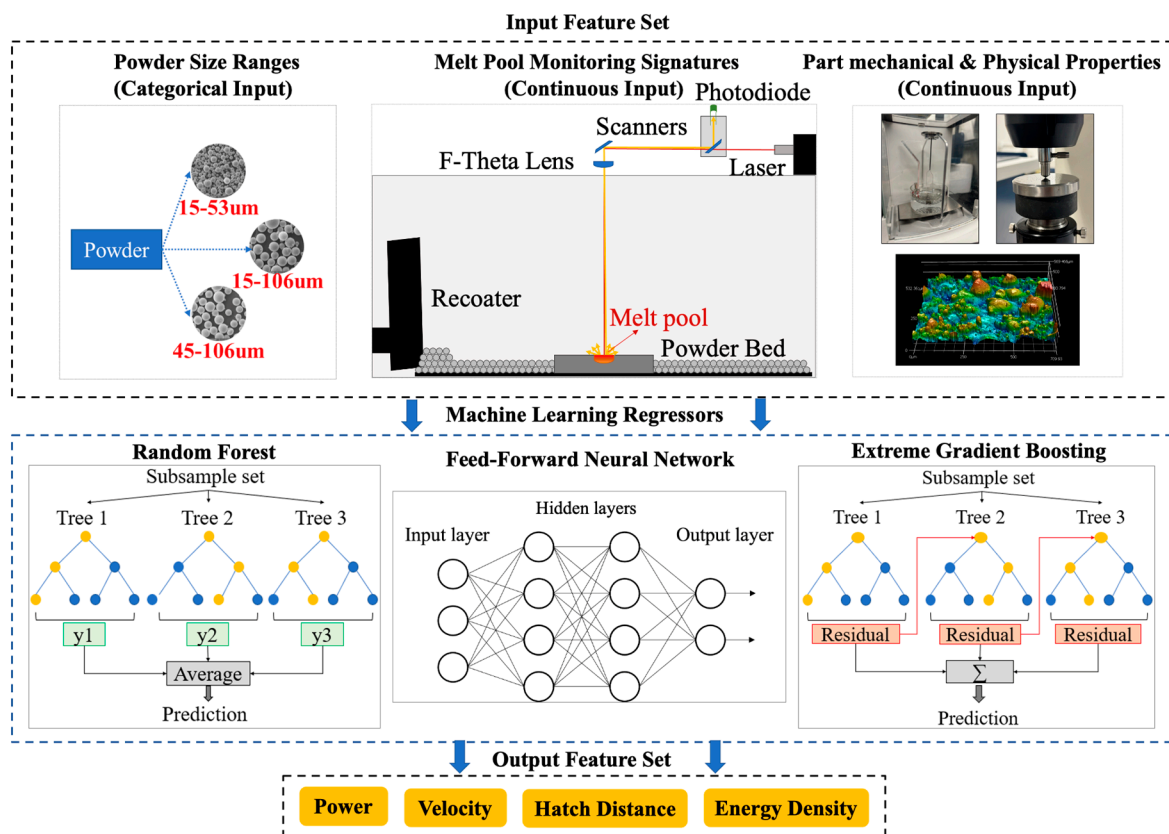 Input Feature Set
Powder Size Ranges
(Categorical Input)
Melt Pool Monitoring Signatures
(Continuous Input)
Part mechanical & Physical Properties
(Continuous Input)
Powder
15-53um
15-106um
45-106um
Photodiode
Scanners
F-Theta Lens
Laser
Recoater
Melt pool
Powder Bed
Machine Learning Regressors
Random Forest
Subsample set
Tree 1
Tree 2
Tree 3
y1
y2
y3
Average
Prediction
Feed-Forward Neural Network
Hidden layers
Input layer
Output layer
Extreme Gradient Boosting
Subsample set
Tree 1
Tree 2
Tree 3
Residual
Residual
Residual
Σ
Prediction
Output Feature Set
Power
Velocity
Hatch Distance
Energy Density